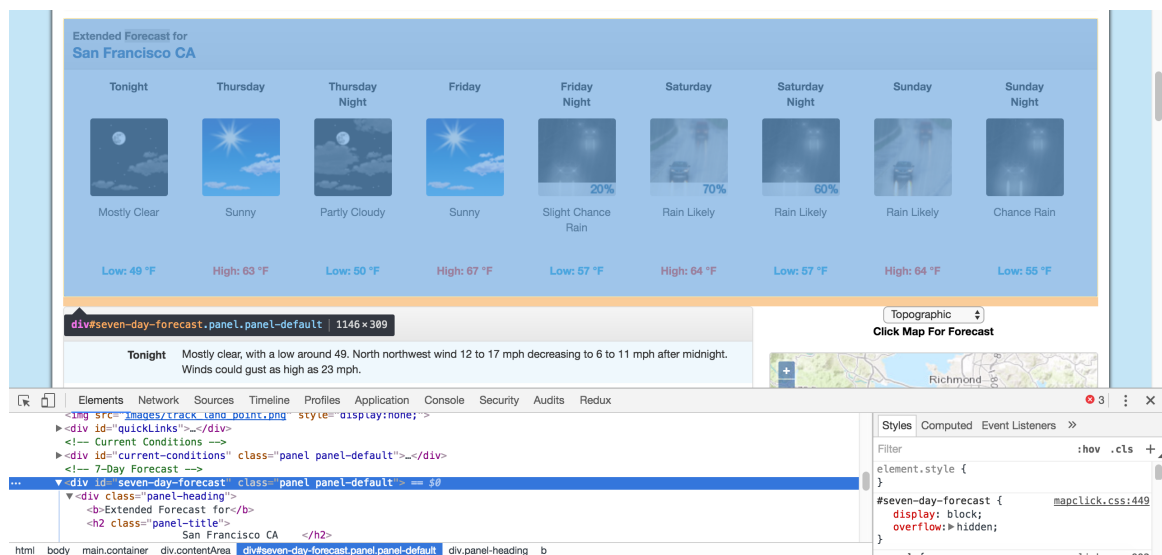 Extended Forecast for
San Francisco CA
Tonight
Thursday
Thursday
Night
Friday
Friday
Night
Saturday
Saturday
Night
Sunday
Sunday
Night
20%
70%
60%
Mostly Clear
Sunny
Partly Cloudy
Sunny
Slight Chance
Rain
Rain Likely
Rain Likely
Rain Likely
Chance Rain
Low: 49 °F
High: 63 °F
Low: 50 °F
High: 67 °F
Low: 57 °F
High: 64 °F
Low: 57 °F
High: 64 °F
Low: 55 °F
div#seven-day-forecast.panel.panel-default | 1146×309
Topographic
Click Map For Forecast
Tonight Mostly clear, with a low around 49. North northwest wind 12 to 17 mph decreasing to 6 to 11 mph after midnight.
Winds could gust as high as 23 mph.
+
Richmond
Elements Network Sources Timeline Profiles Application Console Security Audits Redux 3
<img src="images/track_land_point.png" style="display:none;">
<div id="quickLinks">…</div>
<!-- Current Conditions -->
<div id="current-conditions" class="panel panel-default">…</div>
<!-- 7-Day Forecast -->
<div id="seven-day-forecast" class="panel panel-default"> == $0
<div class="panel-heading">
<b>Extended Forecast for</b>
<h2 class="panel-title">
San Francisco CA </h2>
html body main.container div.contentArea div#seven-day-forecast.panel.panel-default div.panel-heading b
Styles Computed Event Listeners »
Filter :hov .cls +
element.style {
}
#seven-day-forecast { mapclick.css:449
display: block;
overflow: hidden;
}